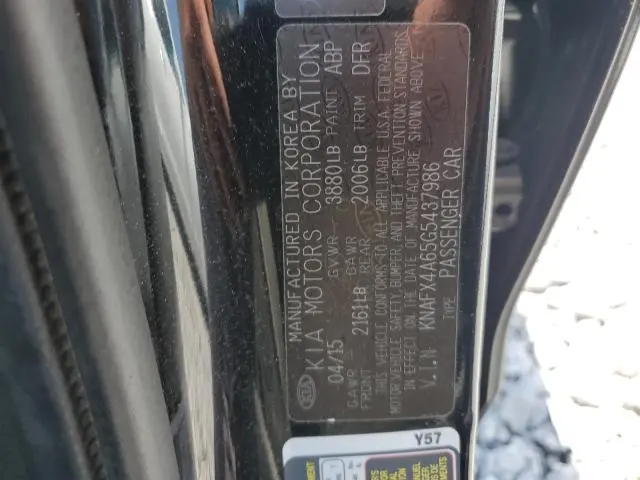 MANUFACTURED IN KOREA BY
KIA MOTORS CORPORATION
04/15 GVWR 3880LB PAINT ABP
GAWR FRONT 2161LB GAWR REAR 2006LB TRIM DFR
THIS VEHICLE CONFORMS TO ALL APPLICABLE U.S.A. FEDERAL
MOTOR VEHICLE SAFETY, BUMPER, AND THEFT PREVENTION STANDARDS
IN EFFECT ON THE DATE OF MANUFACTURE SHOWN ABOVE
V.I.N KNAFX4A65G5437986
TYPE PASSENGER CAR
KIA
Y57